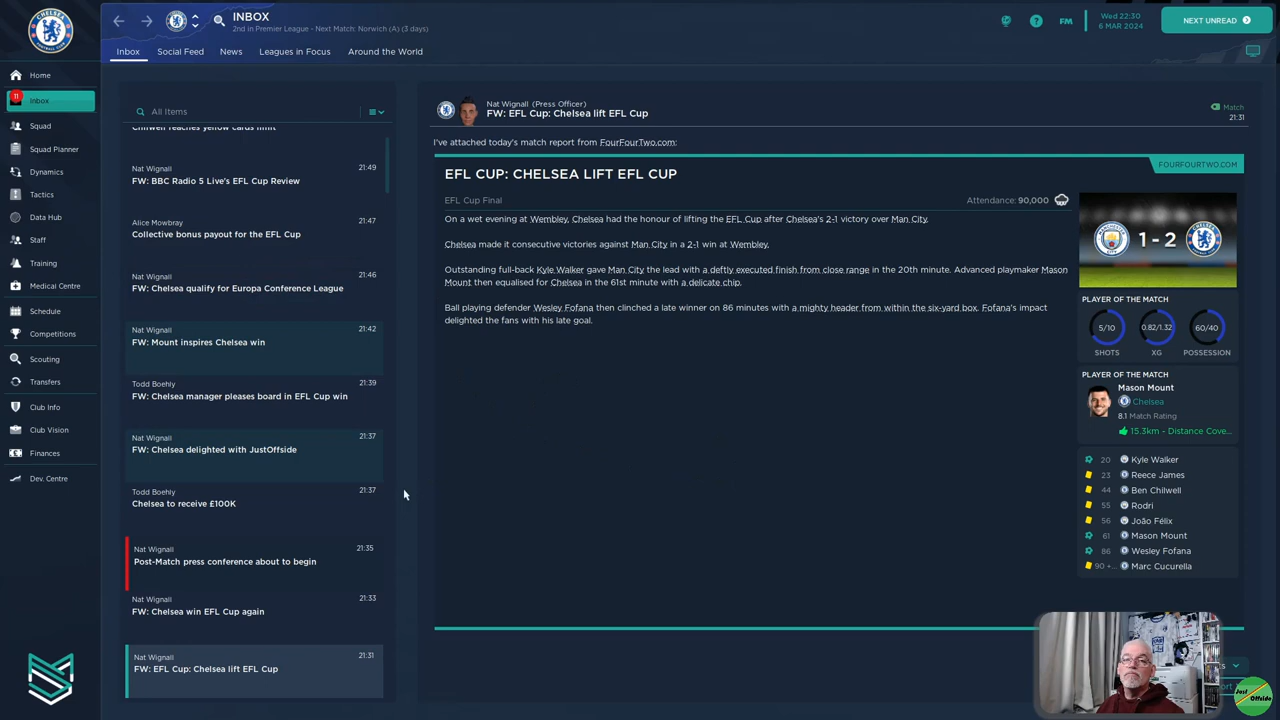 INBOX
2nd in Premier League - Next Match: Norwich (A) (3 days)
FM
Wed 22:30
6 MAR 2024
NEXT UNREAD
Inbox
Social Feed
News
Leagues in Focus
Around the World
Home
11
Inbox
Squad
Squad Planner
Dynamics
Tactics
Data Hub
Staff
Training
Medical Centre
Schedule
Competitions
Scouting
Transfers
Club Info
Club Vision
Finances
Dev. Centre
All Items
Chilwell reaches yellow cards limit
Nat Wignall 21:49
FW: BBC Radio 5 Live's EFL Cup Review
Alice Mowbray 21:47
Collective bonus payout for the EFL Cup
Nat Wignall 21:46
FW: Chelsea qualify for Europa Conference League
Nat Wignall 21:42
FW: Mount inspires Chelsea win
Todd Boehly 21:39
FW: Chelsea manager pleases board in EFL Cup win
Nat Wignall 21:37
FW: Chelsea delighted with JustOffside
Todd Boehly 21:37
Chelsea to receive £100K
Nat Wignall 21:35
Post-Match press conference about to begin
Nat Wignall 21:33
FW: Chelsea win EFL Cup again
Nat Wignall 21:31
FW: EFL Cup: Chelsea lift EFL Cup
Nat Wignall (Press Officer)
FW: EFL Cup: Chelsea lift EFL Cup
Match
21:31
I've attached today's match report from FourFourTwo.com:
FOURFOURTWO.COM
EFL CUP: CHELSEA LIFT EFL CUP
EFL Cup Final
Attendance: 90,000
On a wet evening at Wembley, Chelsea had the honour of lifting the EFL Cup after Chelsea's 2-1 victory over Man City.
Chelsea made it consecutive victories against Man City in a 2-1 win at Wembley.
Outstanding full-back Kyle Walker gave Man City the lead with a deftly executed finish from close range in the 20th minute. Advanced playmaker Mason
Mount then equalised for Chelsea in the 61st minute with a delicate chip.
Ball playing defender Wesley Fofana then clinched a late winner on 86 minutes with a mighty header from within the six-yard box. Fofana's impact
delighted the fans with his late goal.
1 - 2
PLAYER OF THE MATCH
5/10
0.82/1.32
60/40
SHOTS
XG
POSSESSION
PLAYER OF THE MATCH
Mason Mount
Chelsea
8.1 Match Rating
15.3km - Distance Cove...
20 Kyle Walker
23 Reece James
44 Ben Chilwell
55 Rodri
56 João Félix
61 Mason Mount
86 Wesley Fofana
90 +... Marc Cucurella
Just
Offside